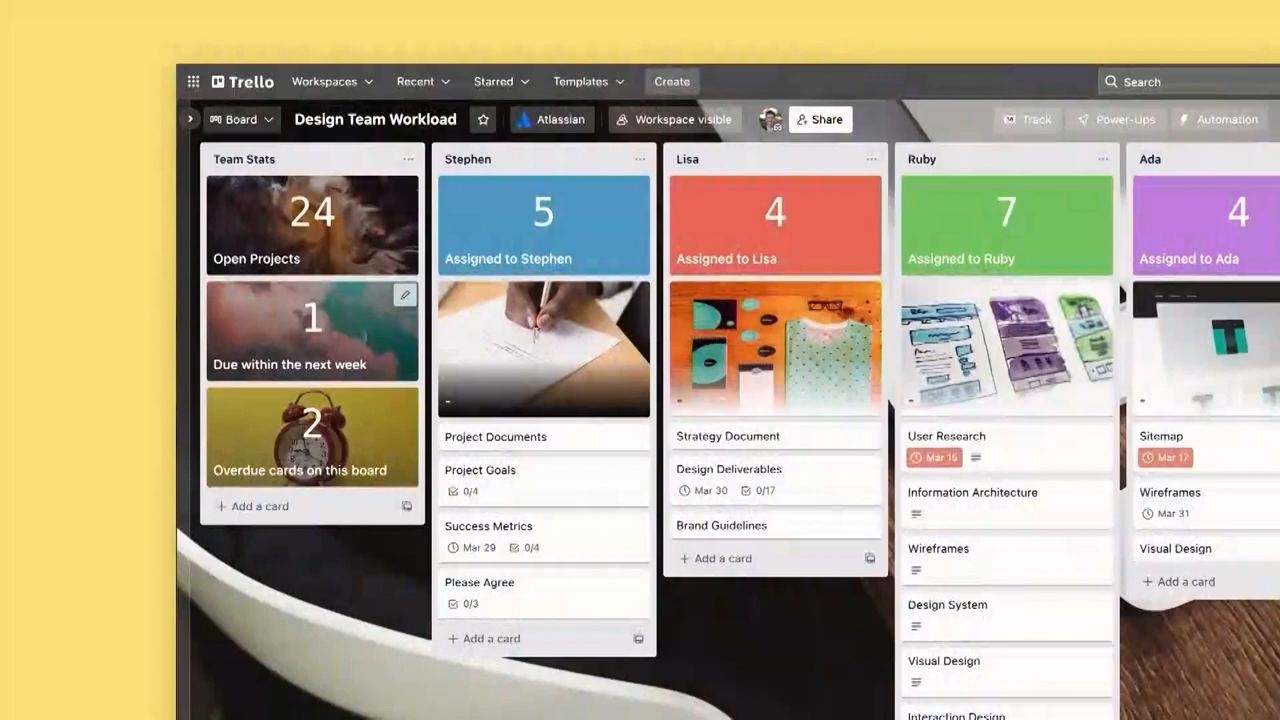 Trello Workspaces Recent Starred Templates Create Search
Board Design Team Workload Atlassian Workspace visible Share Track Power-Ups Automation
Team Stats
24
Open Projects
1
Due within the next week
2
Overdue cards on this board
+ Add a card
Stephen
5
Assigned to Stephen
Project Documents
Project Goals
0/4
Success Metrics
Mar 29 0/4
Please Agree
0/3
+ Add a card
Lisa
4
Assigned to Lisa
Strategy Document
Design Deliverables
Mar 30 0/17
Brand Guidelines
+ Add a card
Ruby
7
Assigned to Ruby
User Research
Mar 16
Information Architecture
Wireframes
Design System
Visual Design
Interaction Design
Ada
4
Assigned to Ada
Sitemap
Mar 17
Wireframes
Mar 31
Visual Design
+ Add a card